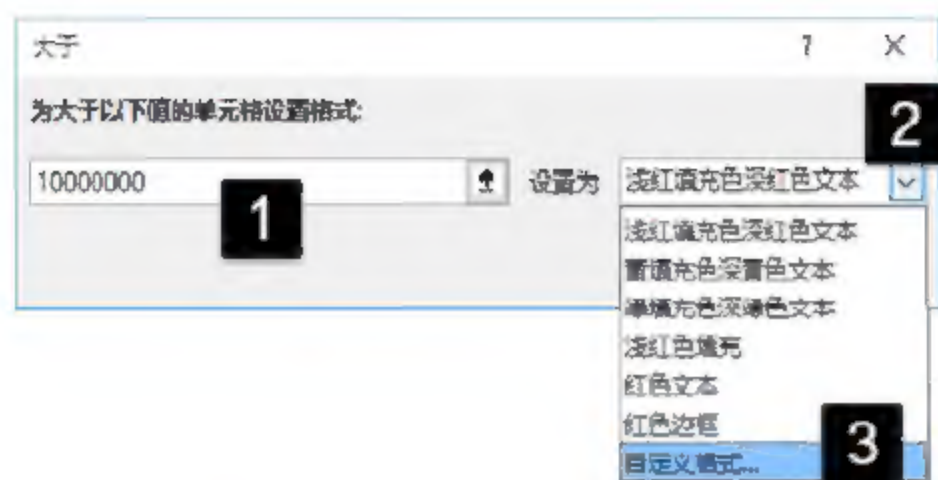 大于 ? ×
为大于以下值的单元格设置格式:
2
10000000 设置为 浅红填充色深红色文本
1
浅红填充色深红色文本
黄填充色深黄色文本
绿填充色深绿色文本
浅红色填充
红色文本
红色边框
3
自定义格式...